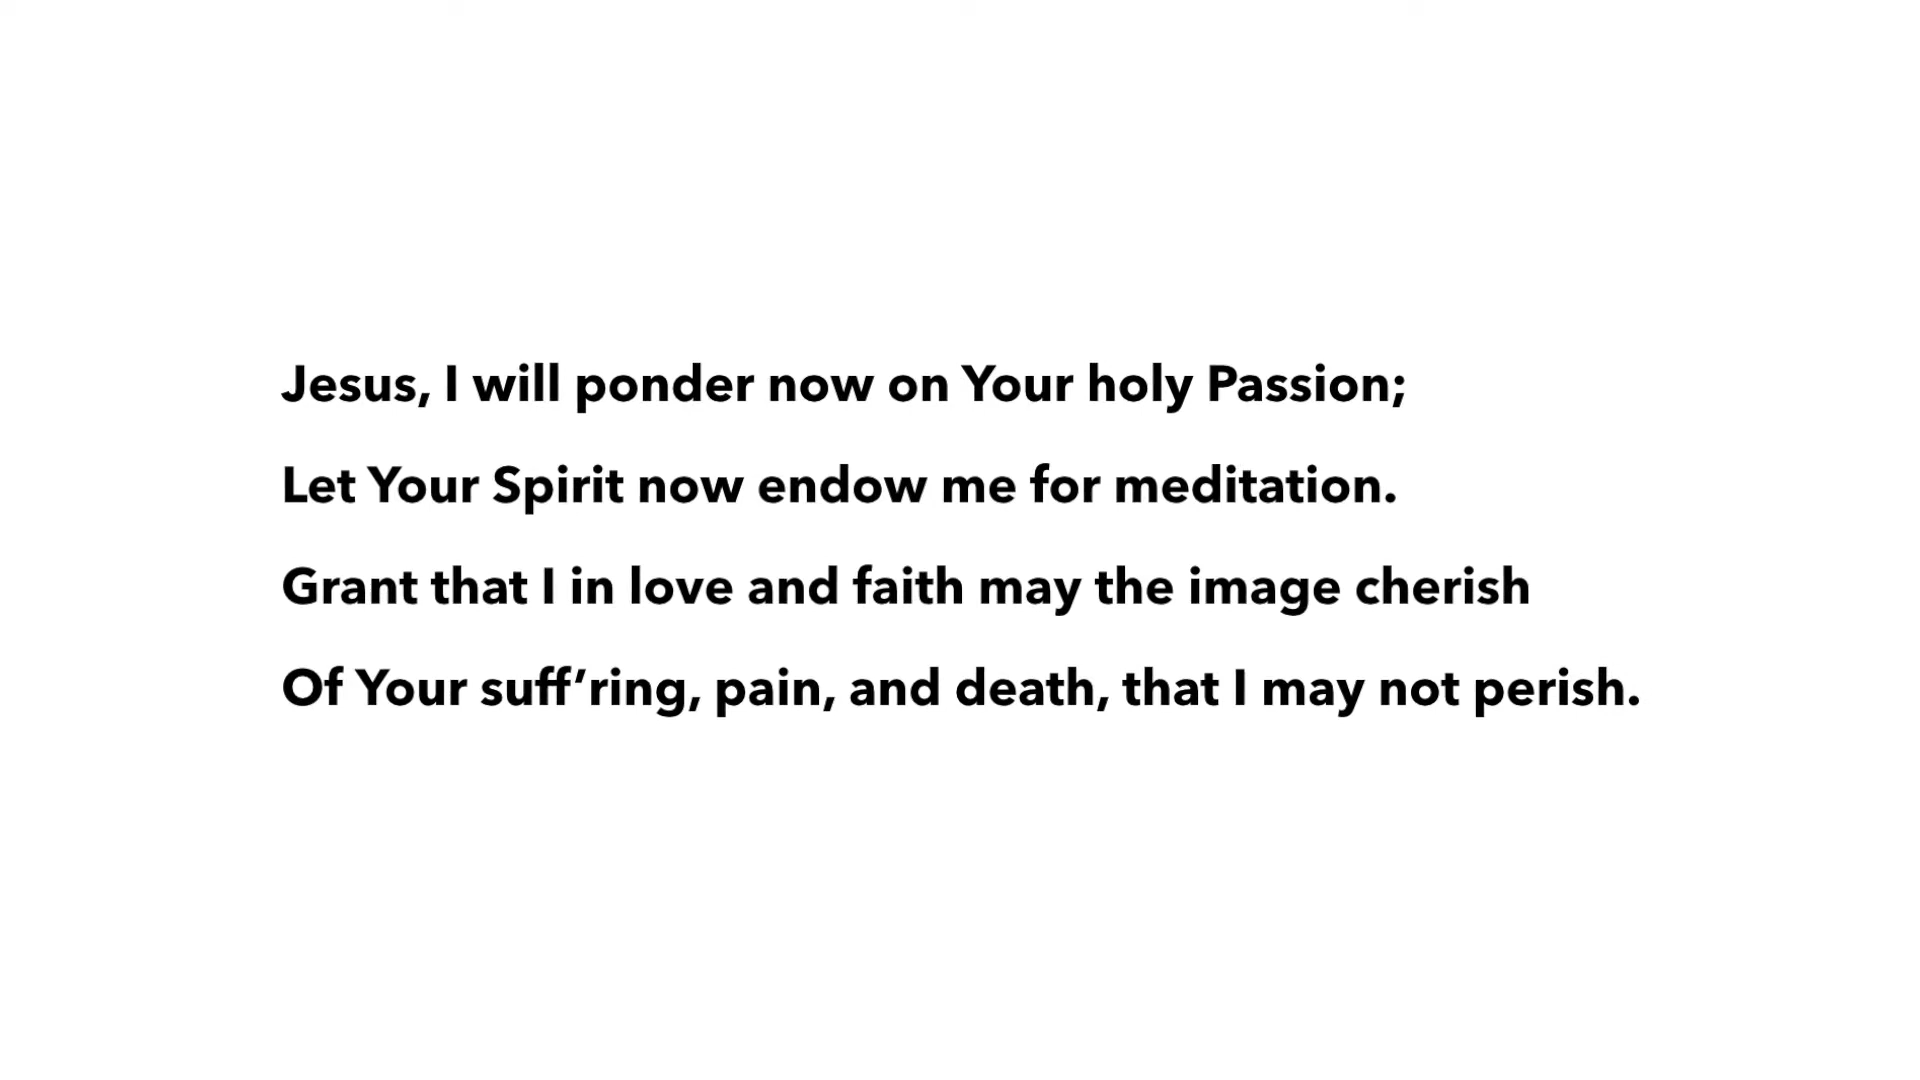 Jesus, I will ponder now on Your holy Passion;
Let Your Spirit now endow me for meditation.
Grant that I in love and faith may the image cherish
Of Your suff’ring, pain, and death, that I may not perish.